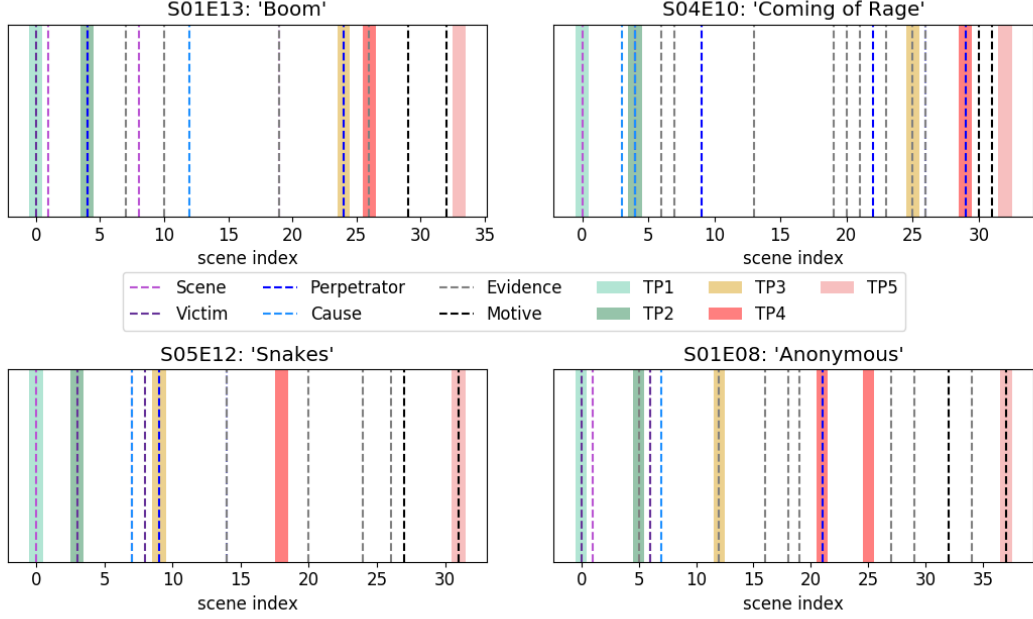 S01E13: 'Boom'
0 5 10 15 20 25 30 35
scene index
S04E10: 'Coming of Rage'
0 5 10 15 20 25 30
scene index
Scene Perpetrator Evidence TP1 TP3 TP5
Victim Cause Motive TP2 TP4
S05E12: 'Snakes'
0 5 10 15 20 25 30
scene index
S01E08: 'Anonymous'
0 5 10 15 20 25 30 35
scene index